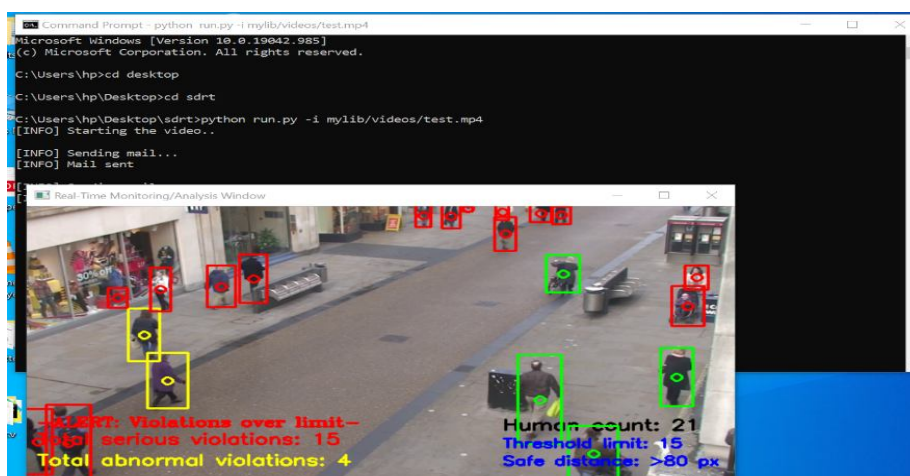 Command Prompt - python run.py -i mylib/videos/test.mp4
Microsoft Windows [Version 10.0.19042.985]
(c) Microsoft Corporation. All rights reserved.
C:\Users\hp>cd desktop
C:\Users\hp\Desktop>cd sdrt
C:\Users\hp\Desktop\sdrt>python run.py -i mylib/videos/test.mp4
[INFO] Starting the video..
[INFO] Sending mail...
[INFO] Mail sent
Real-Time Monitoring/Analysis Window
30% off
-ALERT: Violations over limit-
Total serious violations: 15
Total abnormal violations: 4
Human count: 21
Threshold limit: 15
Safe distance: >80 px